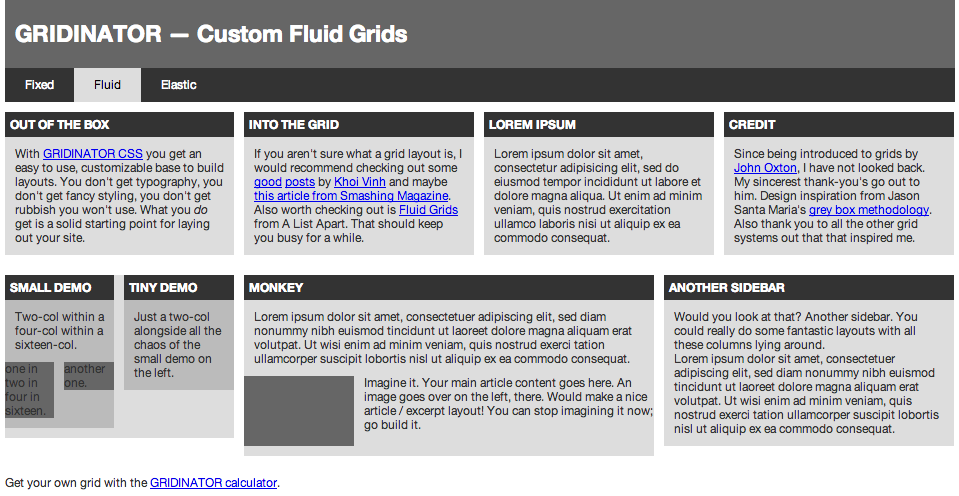 GRIDINATOR — Custom Fluid Grids
Fixed Fluid Elastic
OUT OF THE BOX
With GRIDINATOR CSS you get an
easy to use, customizable base to build
layouts. You don't get typography, you
don't get fancy styling, you don't get
rubbish you won't use. What you do
get is a solid starting point for laying
out your site.
INTO THE GRID
If you aren't sure what a grid layout is, I
would recommend checking out some
good posts by Khoi Vinh and maybe
this article from Smashing Magazine.
Also worth checking out is Fluid Grids
from A List Apart. That should keep
you busy for a while.
LOREM IPSUM
Lorem ipsum dolor sit amet,
consectetur adipisicing elit, sed do
eiusmod tempor incididunt ut labore et
dolore magna aliqua. Ut enim ad minim
veniam, quis nostrud exercitation
ullamco laboris nisi ut aliquip ex ea
commodo consequat.
CREDIT
Since being introduced to grids by
John Oxton, I have not looked back.
My sincerest thank-you's go out to
him. Design inspiration from Jason
Santa Maria's grey box methodology.
Also thank you to all the other grid
systems out that that inspired me.
SMALL DEMO
Two-col within a
four-col within a
sixteen-col.
one in
two in
four in
sixteen.
another
one.
TINY DEMO
Just a two-col
alongside all the
chaos of the
small demo on
the left.
MONKEY
Lorem ipsum dolor sit amet, consectetuer adipiscing elit, sed diam
nonummy nibh euismod tincidunt ut laoreet dolore magna aliquam erat
volutpat. Ut wisi enim ad minim veniam, quis nostrud exerci tation
ullamcorper suscipit lobortis nisl ut aliquip ex ea commodo consequat.
Imagine it. Your main article content goes here. An
image goes over on the left, there. Would make a nice
article / excerpt layout! You can stop imagining it now;
go build it.
ANOTHER SIDEBAR
Would you look at that? Another sidebar. You
could really do some fantastic layouts with all
these columns lying around.
Lorem ipsum dolor sit amet, consectetuer
adipiscing elit, sed diam nonummy nibh euismod
tincidunt ut laoreet dolore magna aliquam erat
volutpat. Ut wisi enim ad minim veniam, quis
nostrud exerci tation ullamcorper suscipit lobortis
nisl ut aliquip ex ea commodo consequat.
Get your own grid with the GRIDINATOR calculator.